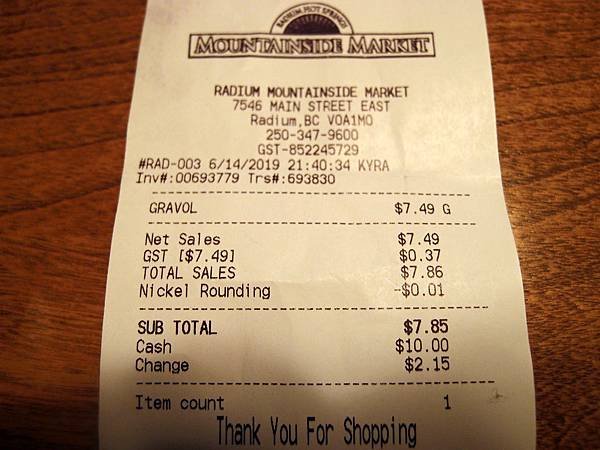 RADIUM HOT SPRINGS
MOUNTAINSIDE MARKET
RADIUM MOUNTAINSIDE MARKET
7546 MAIN STREET EAST
Radium,BC V0A1M0
250-347-9600
GST-852245729
#RAD-003 6/14/2019 21:40:34 KYRA
Inv#:00693779 Trs#:693830
GRAVOL $7.49 G
Net Sales $7.49
GST [$7.49] $0.37
TOTAL SALES $7.86
Nickel Rounding -$0.01
SUB TOTAL $7.85
Cash $10.00
Change $2.15
Item count 1
Thank You For Shopping